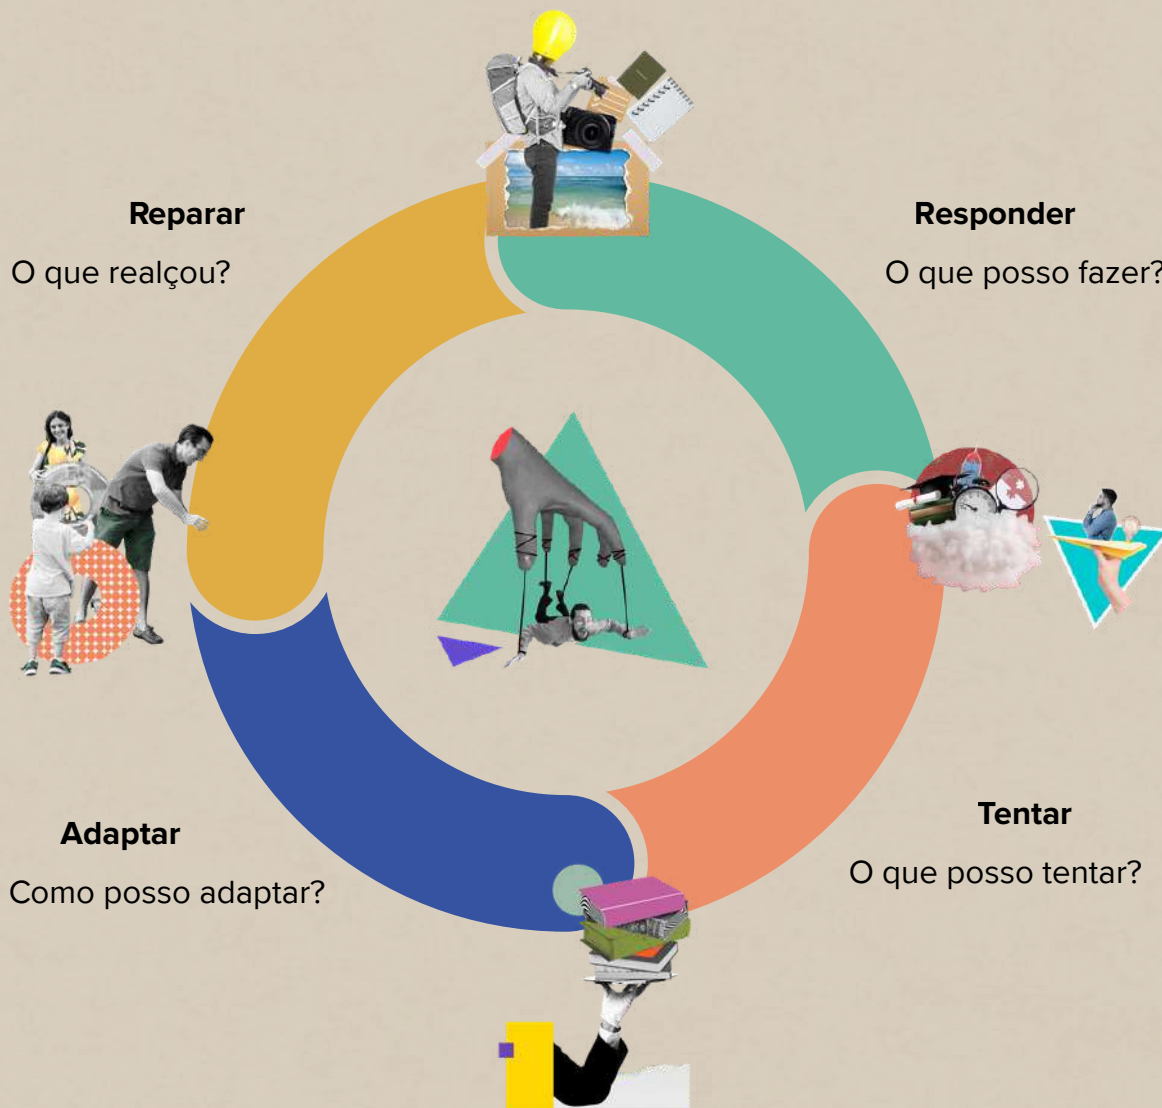 Reparar
O que realçou?
Responder
O que posso fazer?
Adaptar
Como posso adaptar?
Tentar
O que posso tentar?